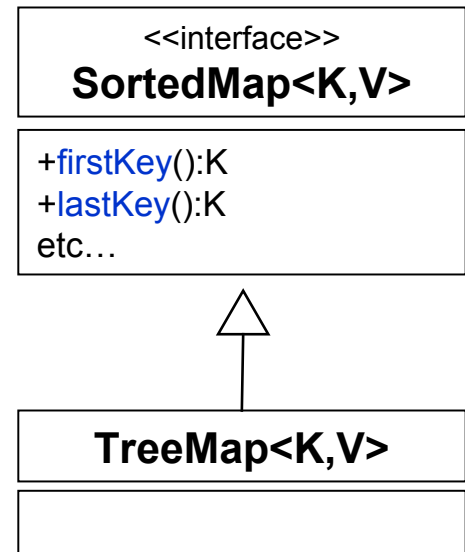 <<interface>>
SortedMap<K,V>
+firstKey():K
+lastKey():K
etc…
TreeMap<K,V>